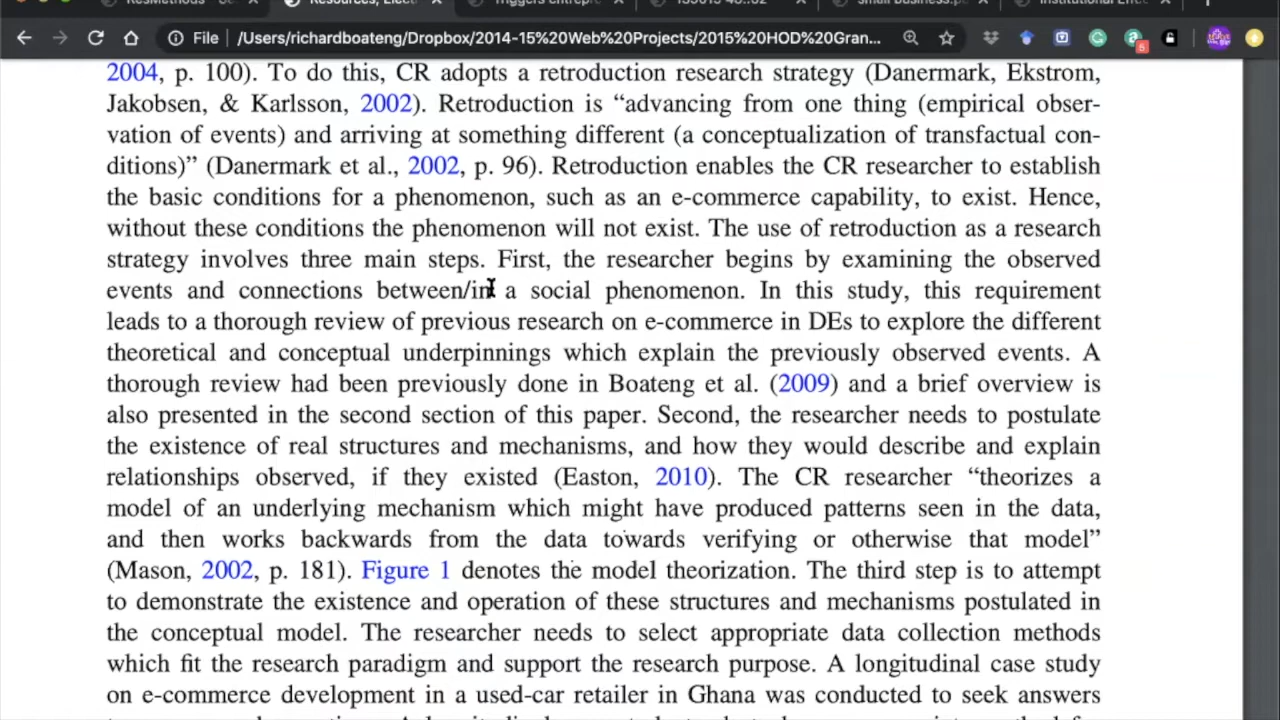 ResMethods
Resources, Elect
Triggers entrepr
small business.p
File | /Users/richardboateng/Dropbox/2014-15%20Web%20Projects/2015%20HOD%20Gran...
6
2004, p. 100). To do this, CR adopts a retroduction research strategy (Danermark, Ekstrom,
Jakobsen, & Karlsson, 2002). Retroduction is “advancing from one thing (empirical obser-
vation of events) and arriving at something different (a conceptualization of transfactual con-
ditions)” (Danermark et al., 2002, p. 96). Retroduction enables the CR researcher to establish
the basic conditions for a phenomenon, such as an e-commerce capability, to exist. Hence,
without these conditions the phenomenon will not exist. The use of retroduction as a research
strategy involves three main steps. First, the researcher begins by examining the observed
events and connections between/in a social phenomenon. In this study, this requirement
leads to a thorough review of previous research on e-commerce in DEs to explore the different
theoretical and conceptual underpinnings which explain the previously observed events. A
thorough review had been previously done in Boateng et al. (2009) and a brief overview is
also presented in the second section of this paper. Second, the researcher needs to postulate
the existence of real structures and mechanisms, and how they would describe and explain
relationships observed, if they existed (Easton, 2010). The CR researcher “theorizes a
model of an underlying mechanism which might have produced patterns seen in the data,
and then works backwards from the data towards verifying or otherwise that model”
(Mason, 2002, p. 181). Figure 1 denotes the model theorization. The third step is to attempt
to demonstrate the existence and operation of these structures and mechanisms postulated in
the conceptual model. The researcher needs to select appropriate data collection methods
which fit the research paradigm and support the research purpose. A longitudinal case study
on e-commerce development in a used-car retailer in Ghana was conducted to seek answers